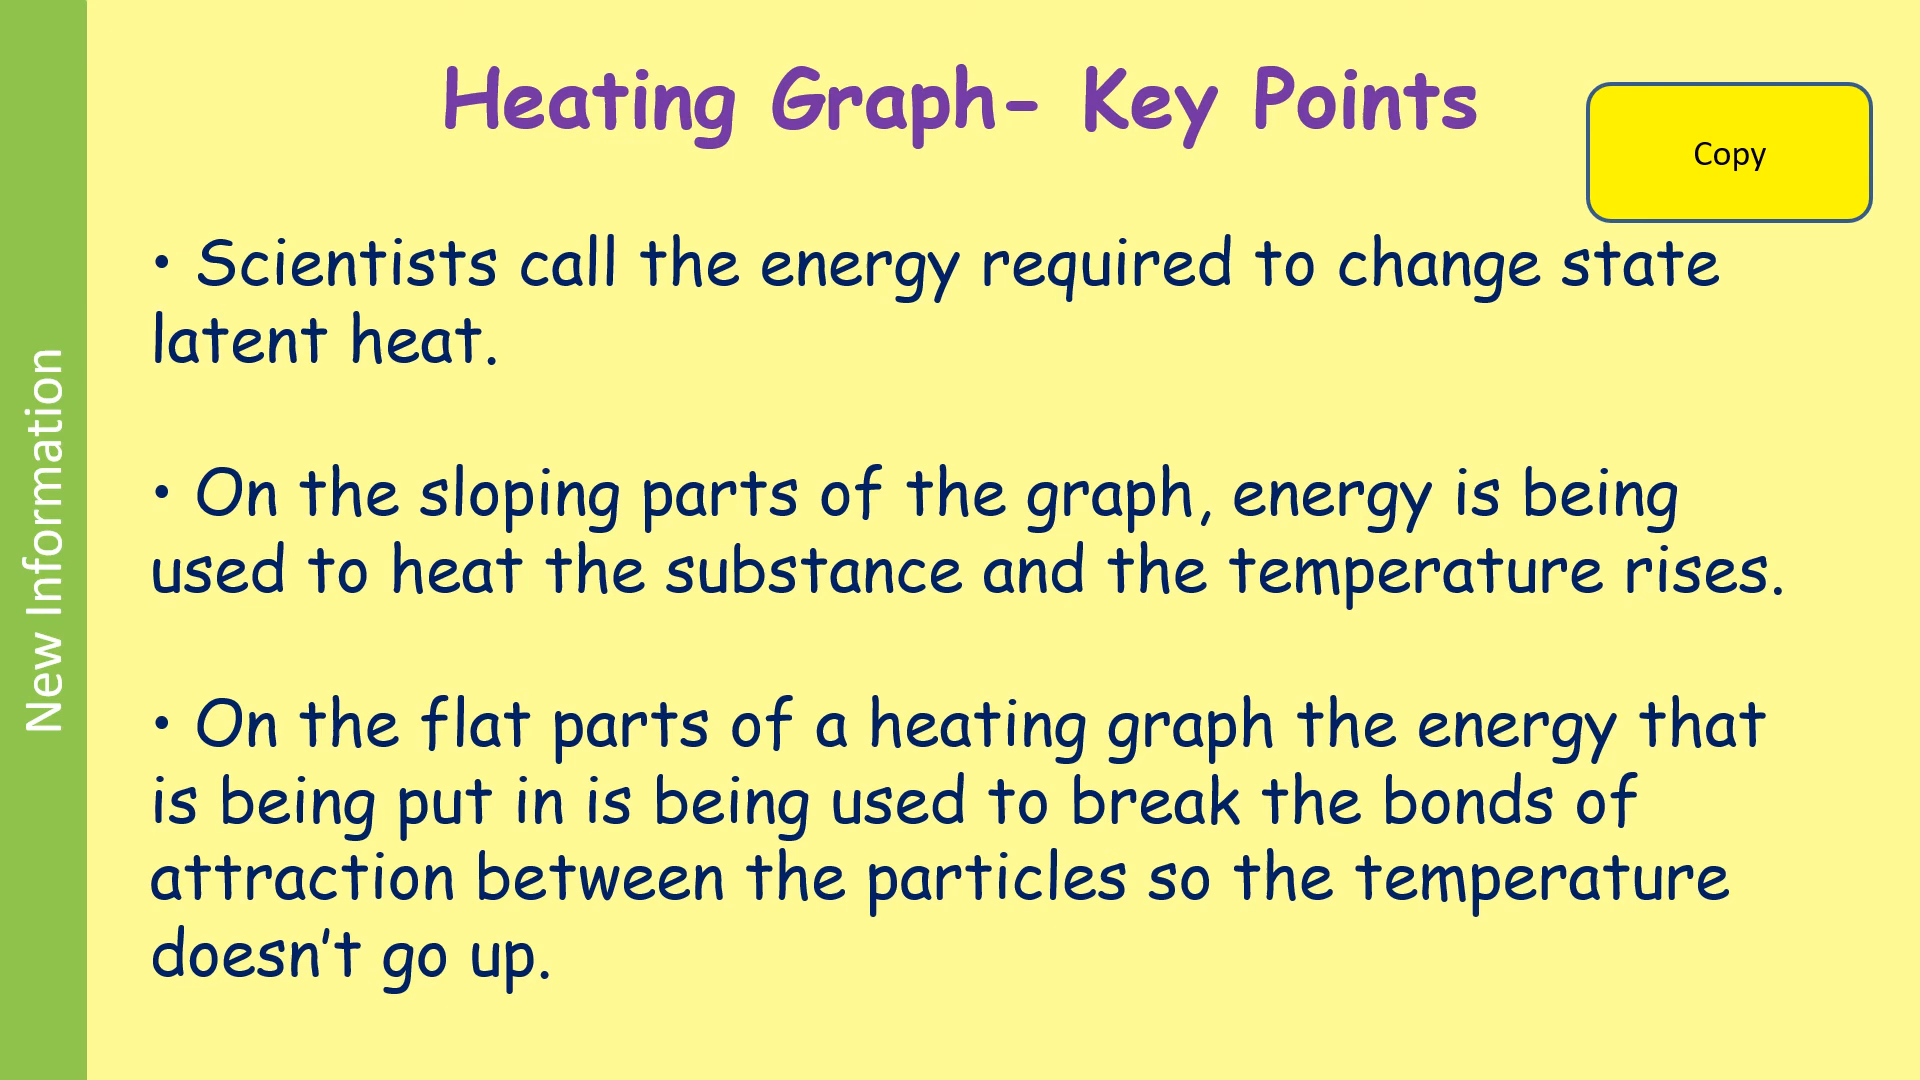 Heating Graph- Key Points
Copy
• Scientists call the energy required to change state
latent heat.
• On the sloping parts of the graph, energy is being
used to heat the substance and the temperature rises.
• On the flat parts of a heating graph the energy that
is being put in is being used to break the bonds of
attraction between the particles so the temperature
doesn’t go up.
New Information